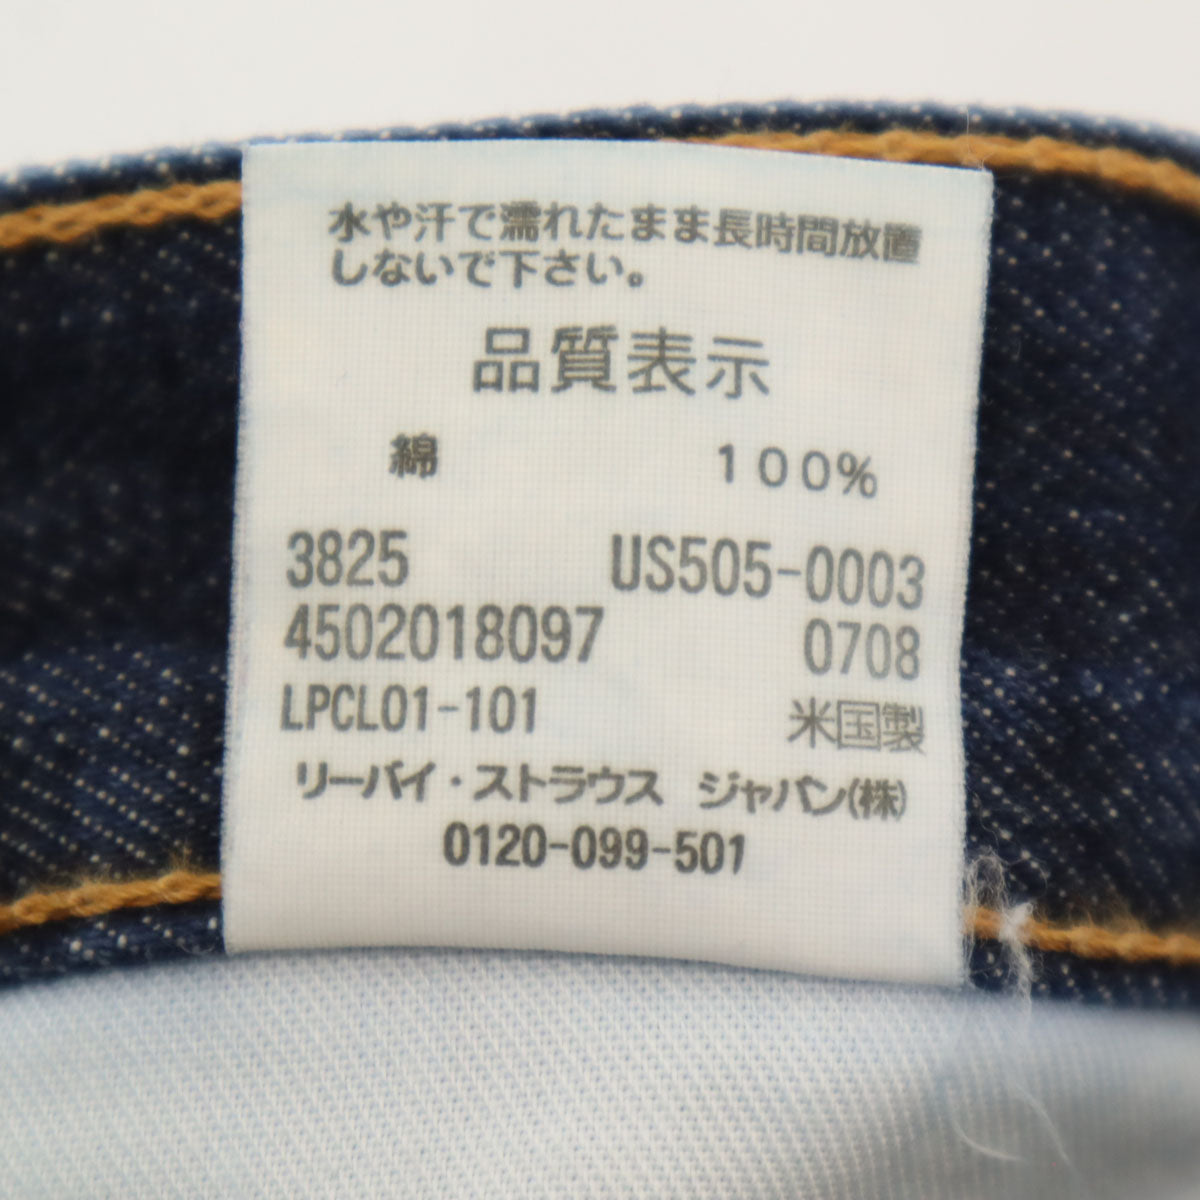 水や汗で濡れたまま長時間放置
しないで下さい。
品質表示
綿 100%
3825 US505-0003
4502018097 0708
LPCL01-101 米国製
リーバイ・ストラウス ジャパン(株)
0120-099-501